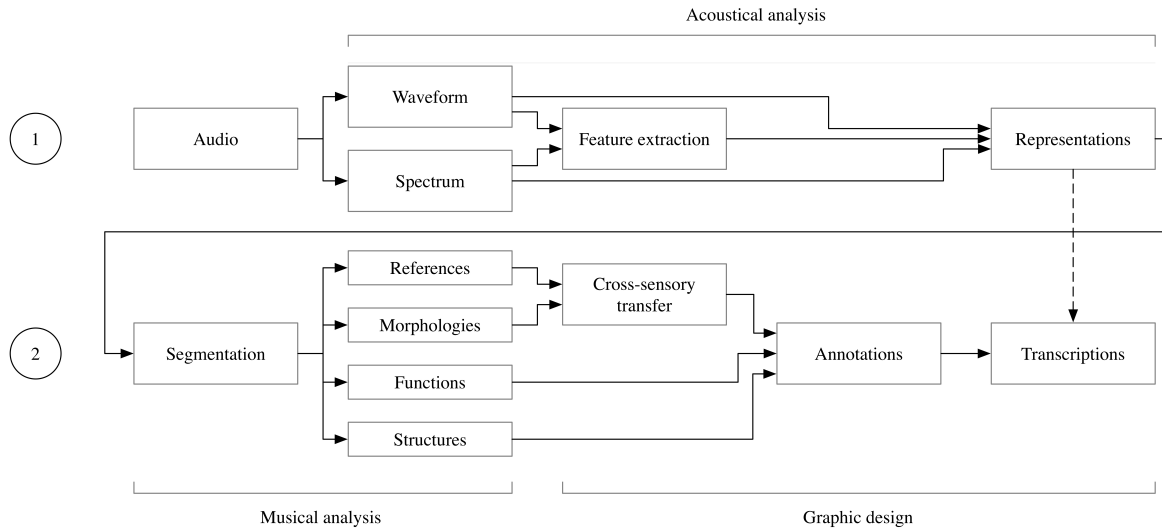 Acoustical analysis
1
Audio
Waveform
Spectrum
Feature extraction
Representations
2
Segmentation
References
Morphologies
Functions
Structures
Cross-sensory
transfer
Annotations
Transcriptions
Musical analysis
Graphic design